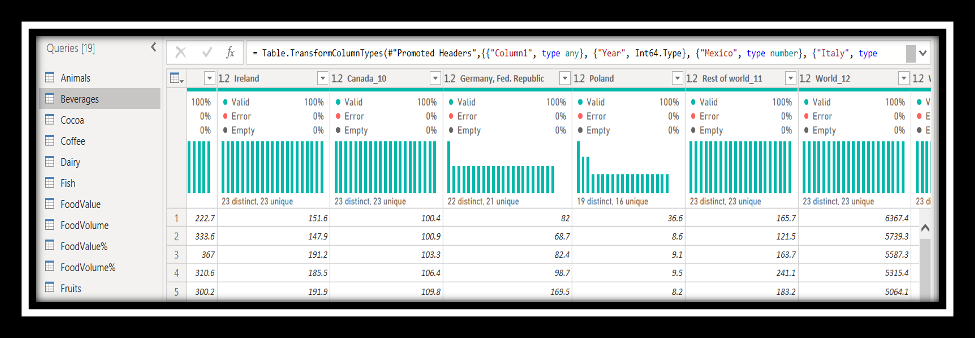 Queries [19]
fx = Table.TransformColumnTypes(#"Promoted Headers",{{"Column1", type any}, {"Year", Int64.Type}, {"Mexico", type number}, {"Italy", type
Animals
Beverages
Cocoa
Coffee
Dairy
Fish
FoodValue
FoodVolume
FoodValue%
FoodVolume%
Fruits
1.2 Ireland 1.2 Canada_10 1.2 Germany, Fed. Republic 1.2 Poland 1.2 Rest of world_11 1.2 World_12
100% Valid 100% Valid 100% Valid 100% Valid 100% Valid 100% Valid 100%
0% Error 0% Error 0% Error 0% Error 0% Error 0% Error 0%
0% Empty 0% Empty 0% Empty 0% Empty 0% Empty 0% Empty 0%
23 distinct, 23 unique 23 distinct, 23 unique 22 distinct, 21 unique 19 distinct, 16 unique 23 distinct, 23 unique 23 distinct, 23 unique 23 d
1 222.7 151.6 100.4 82 36.6 165.7 6367.4
2 333.6 147.9 100.9 68.7 8.6 121.5 5739.3
3 367 191.2 103.3 82.4 9.1 163.7 5587.3
4 310.6 185.5 106.4 98.7 9.5 241.1 5315.4
5 300.2 191.9 109.8 169.5 8.2 183.2 5064.1